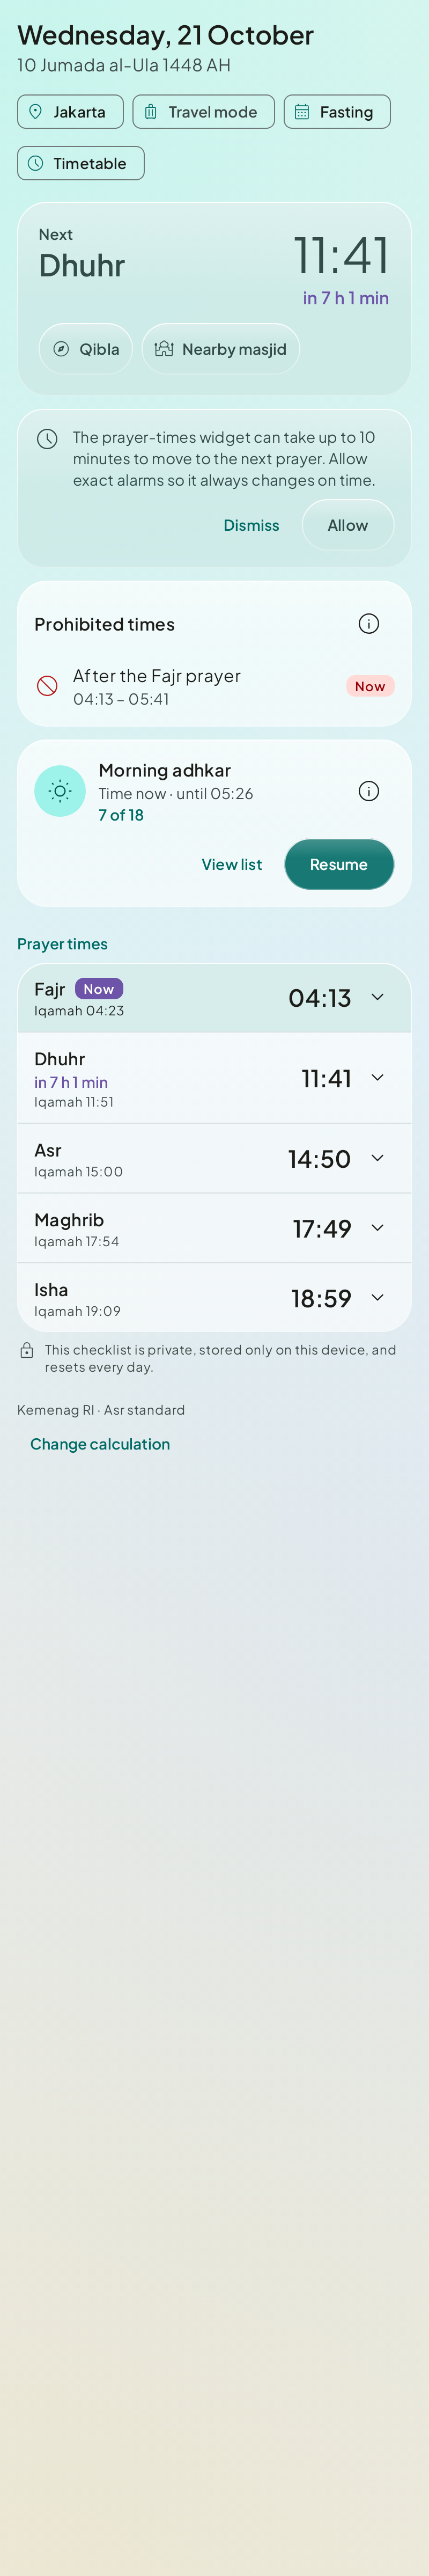 Wednesday, 21 October
10 Jumada al-Ula 1448 AH
Jakarta
Travel mode
Fasting
Timetable
Next
Dhuhr
11:41
in 7 h 1 min
Qibla
Nearby masjid
The prayer-times widget can take up to 10
minutes to move to the next prayer. Allow
exact alarms so it always changes on time.
Dismiss
Allow
Prohibited times
After the Fajr prayer
04:13 – 05:41
Now
Morning adhkar
Time now · until 05:26
7 of 18
View list
Resume
Prayer times
Fajr
Now
Iqamah 04:23
04:13
Dhuhr
in 7 h 1 min
Iqamah 11:51
11:41
Asr
Iqamah 15:00
14:50
Maghrib
Iqamah 17:54
17:49
Isha
Iqamah 19:09
18:59
This checklist is private, stored only on this device, and
resets every day.
Kemenag RI · Asr standard
Change calculation